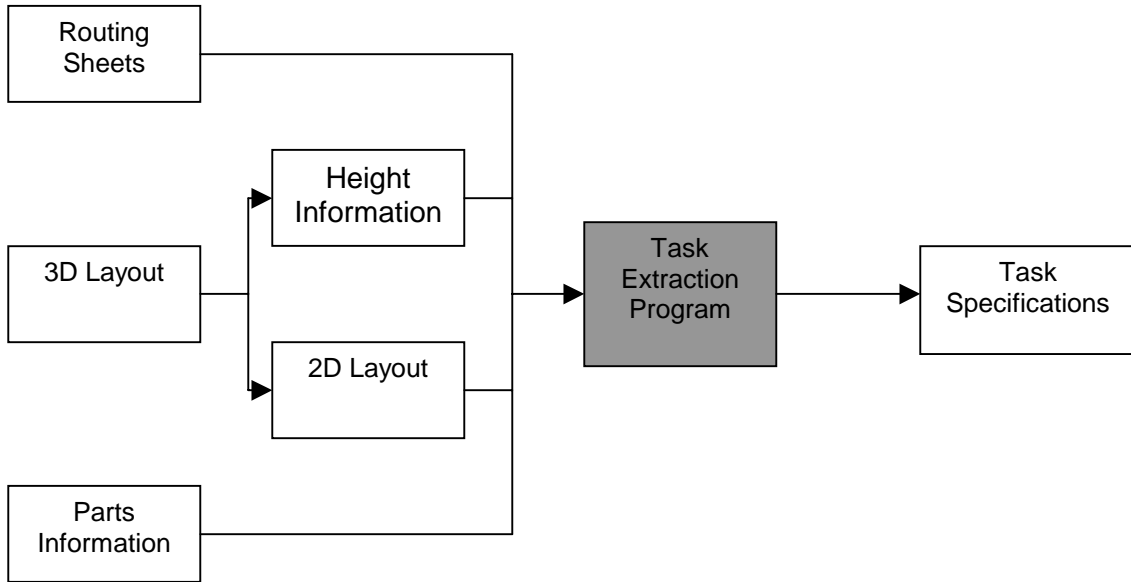 Routing
Sheets
Height
Information
3D Layout
2D Layout
Parts
Information
Task
Extraction
Program
Task
Specifications